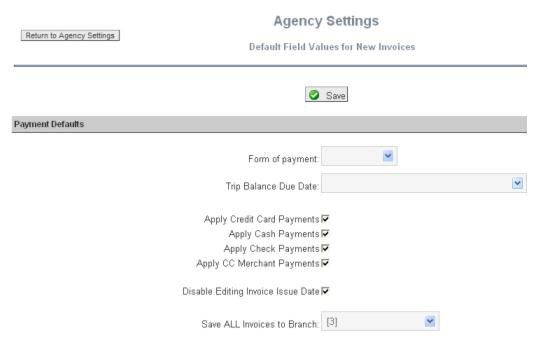 Agency Settings
Return to Agency Settings
Default Field Values for New Invoices
Save
Payment Defaults
Form of payment:
Trip Balance Due Date:
Apply Credit Card Payments
Apply Cash Payments
Apply Check Payments
Apply CC Merchant Payments
Disable Editing Invoice Issue Date
Save ALL Invoices to Branch: [3]